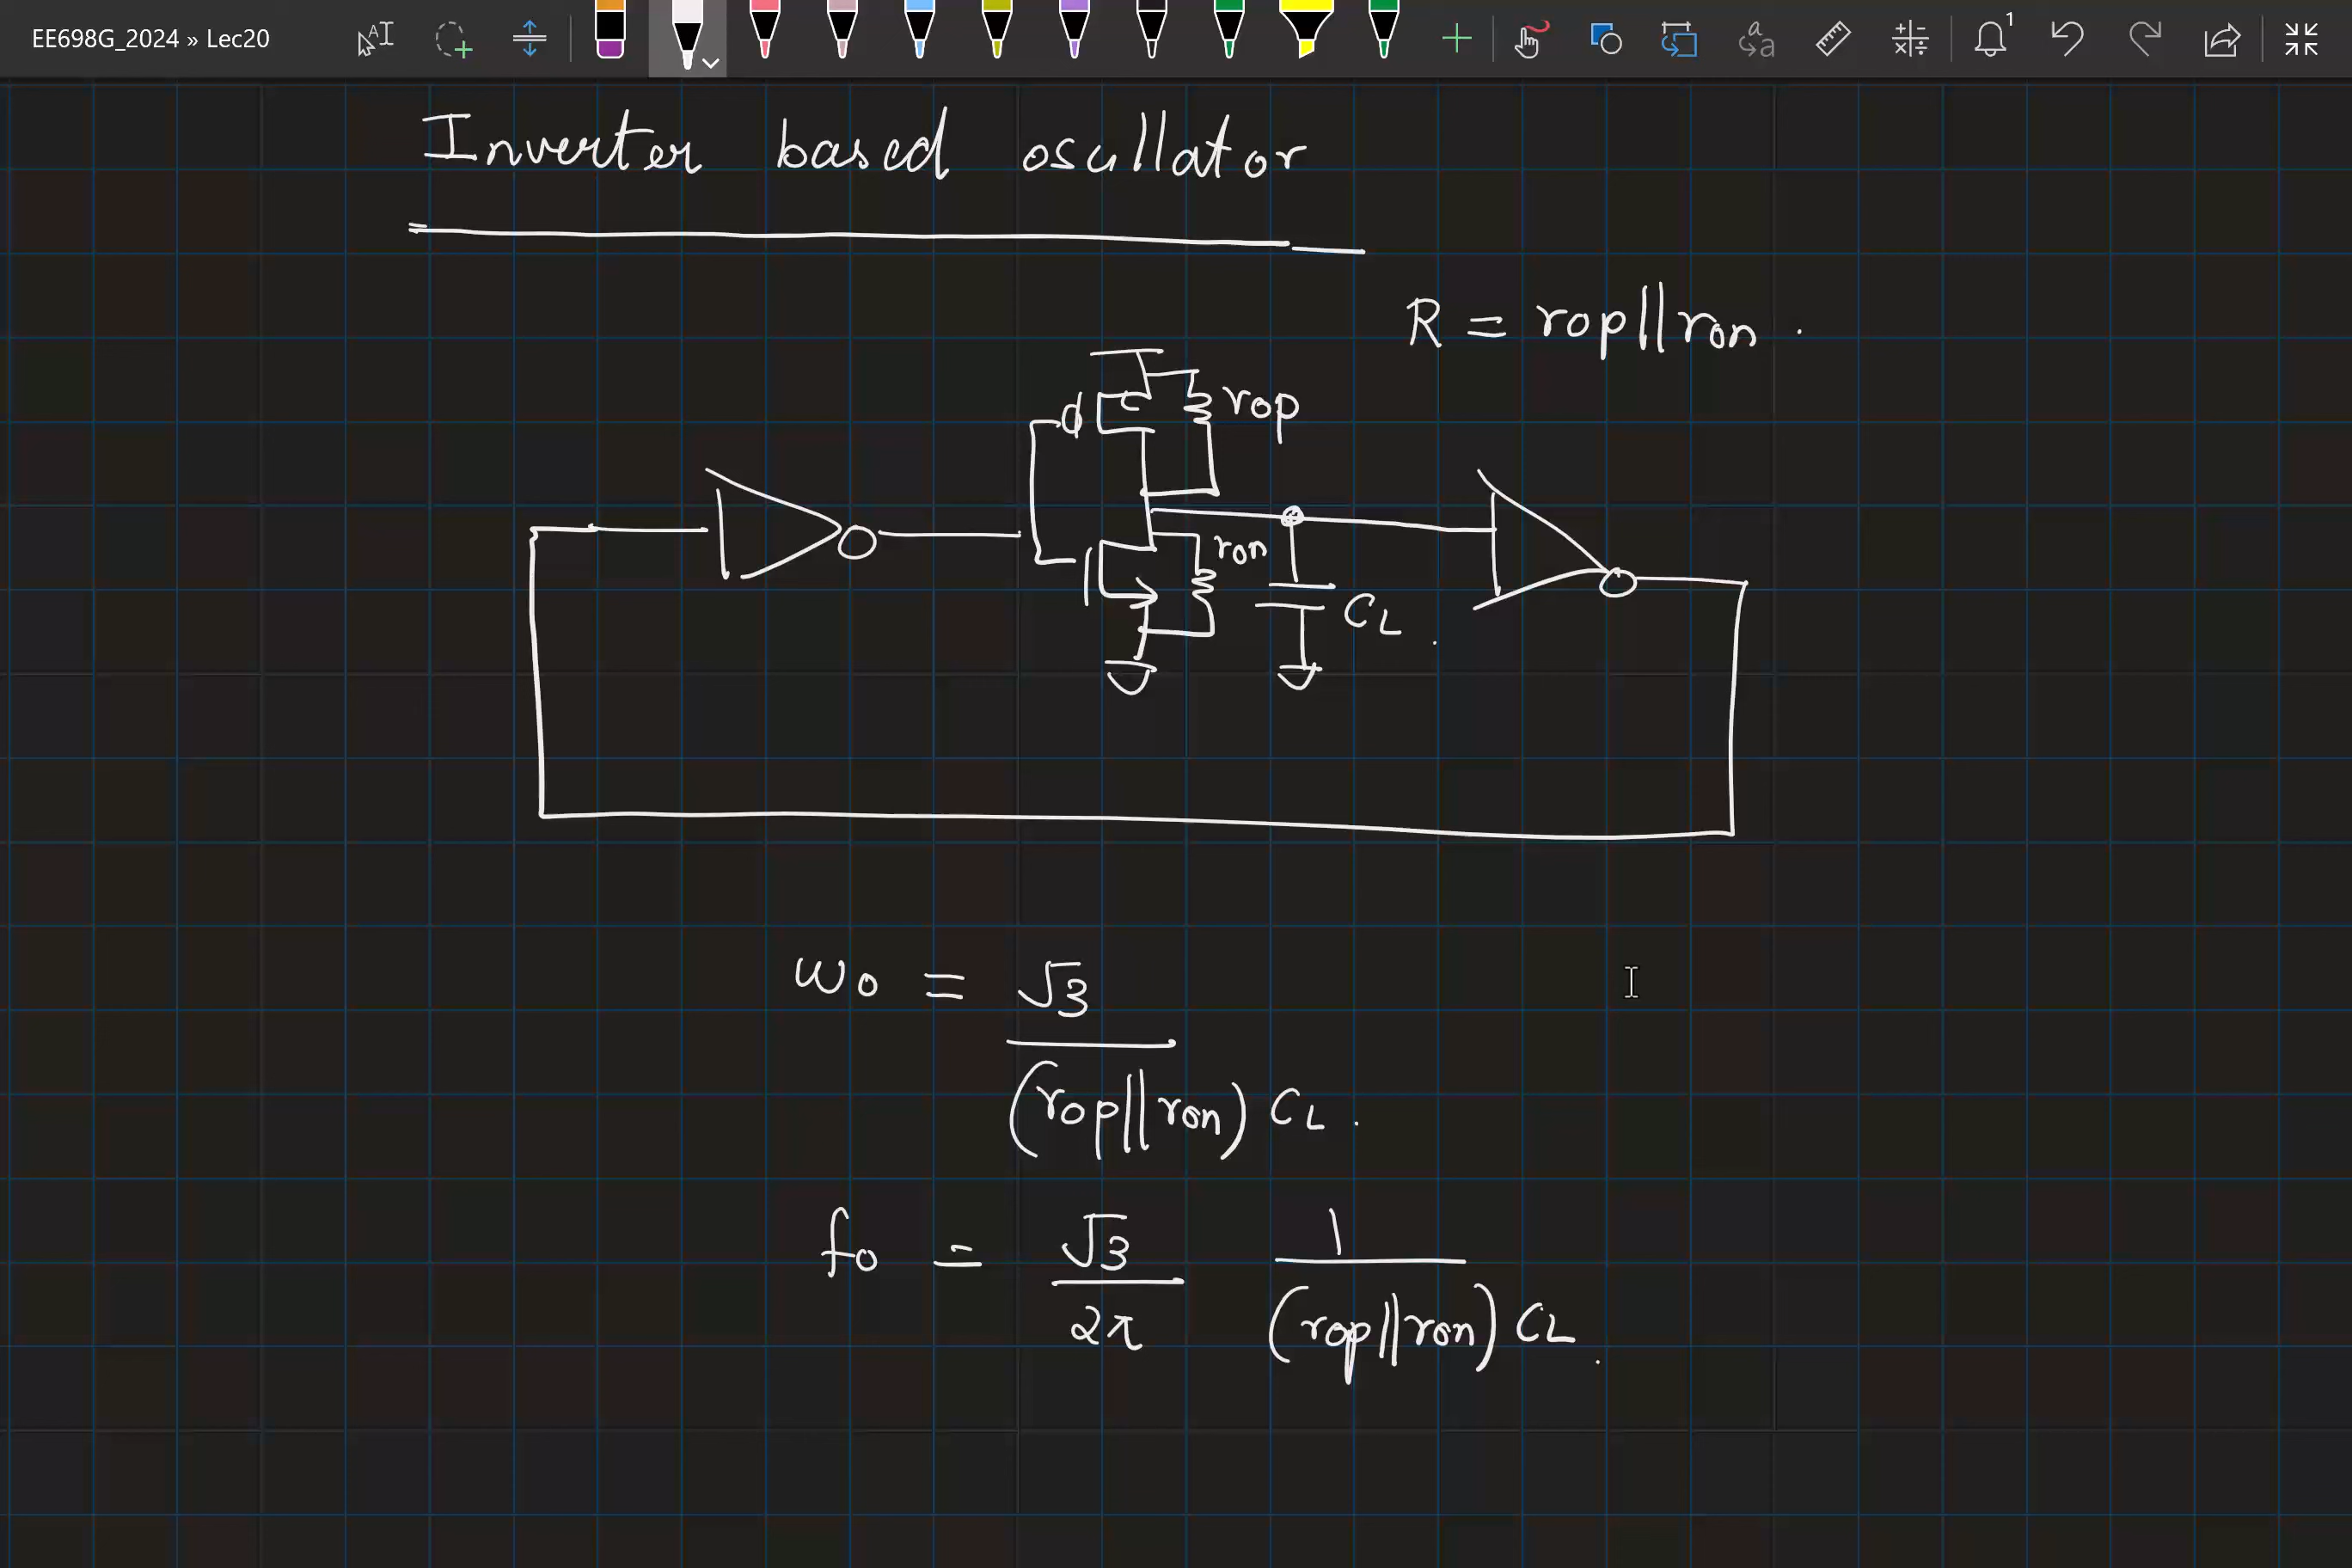 EE698G_2024 » Lec20
Inverter based oscillator
R = rop||ron .
rop
ron
CL .
ω0 = √3
(rop||ron) CL .
f0 = √3 1
2π (rop||ron) CL .